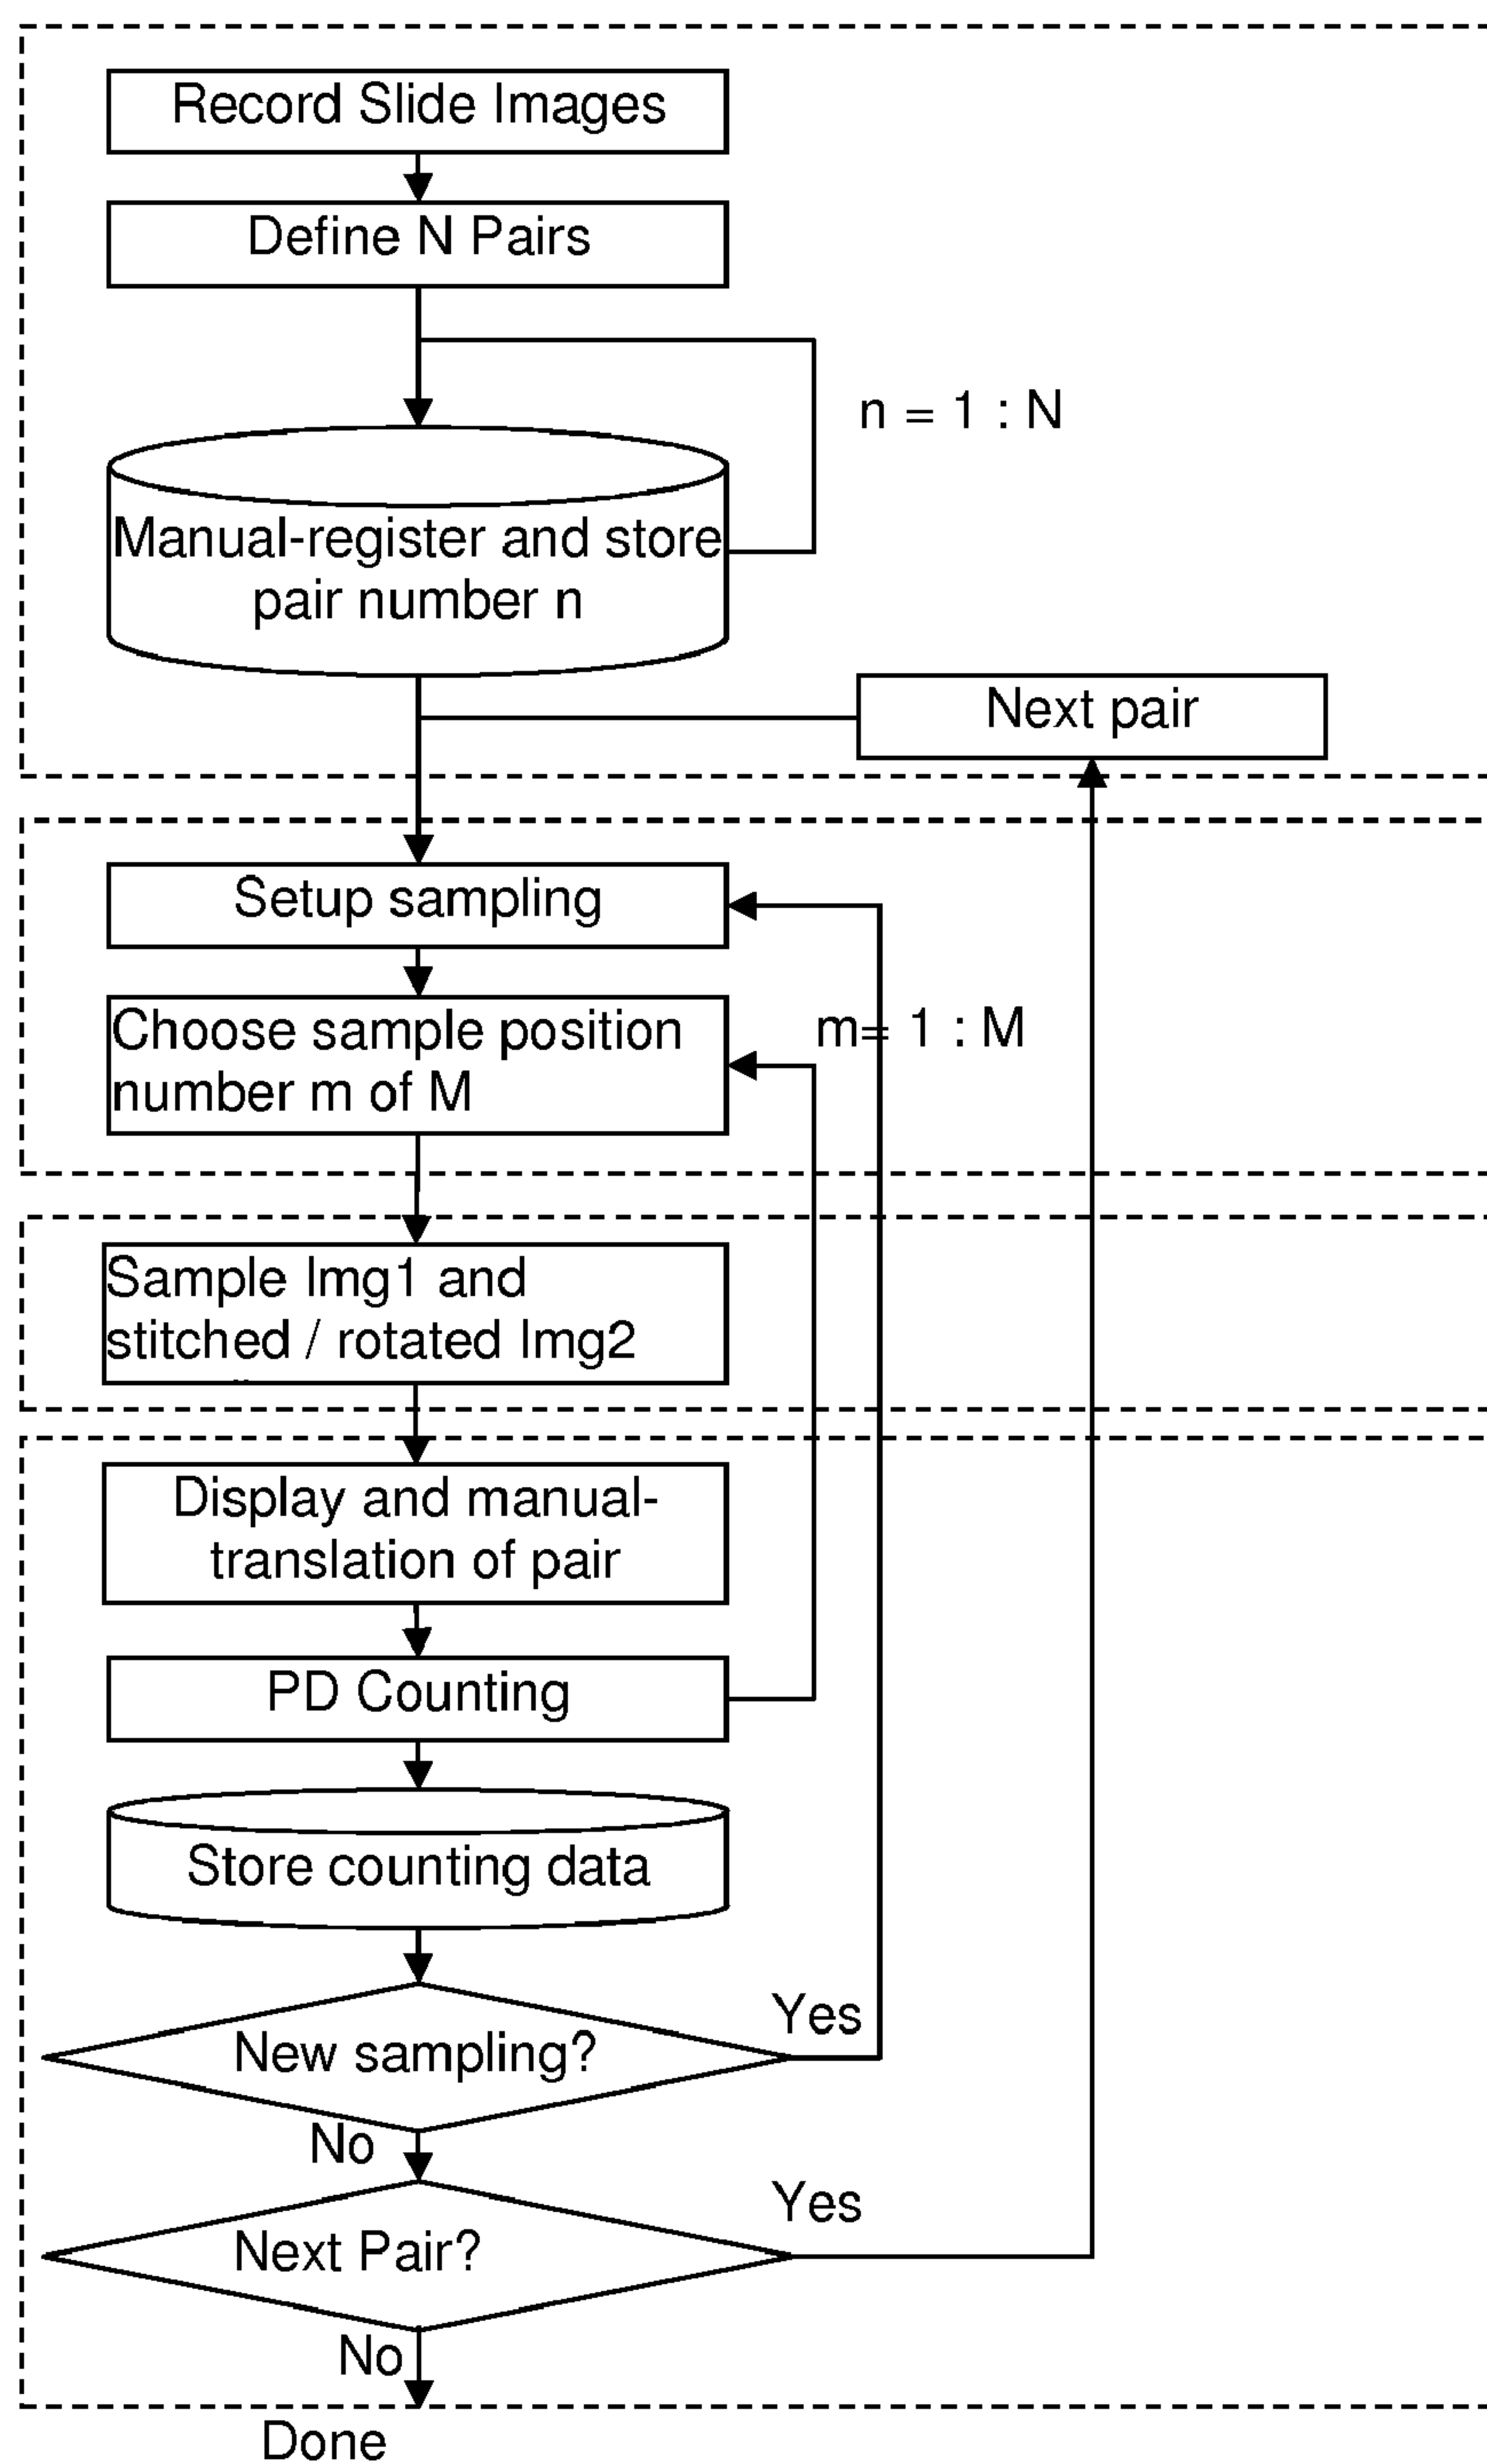 Record Slide Images
Define N Pairs
n = 1 : N
Manual-register and store
pair number n
Next pair
Setup sampling
Choose sample position
number m of M
m= 1 : M
Sample Img1 and
stitched / rotated Img2
Display and manual-
translation of pair
PD Counting
Store counting data
New sampling?
Yes
No
Next Pair?
Yes
No
Done